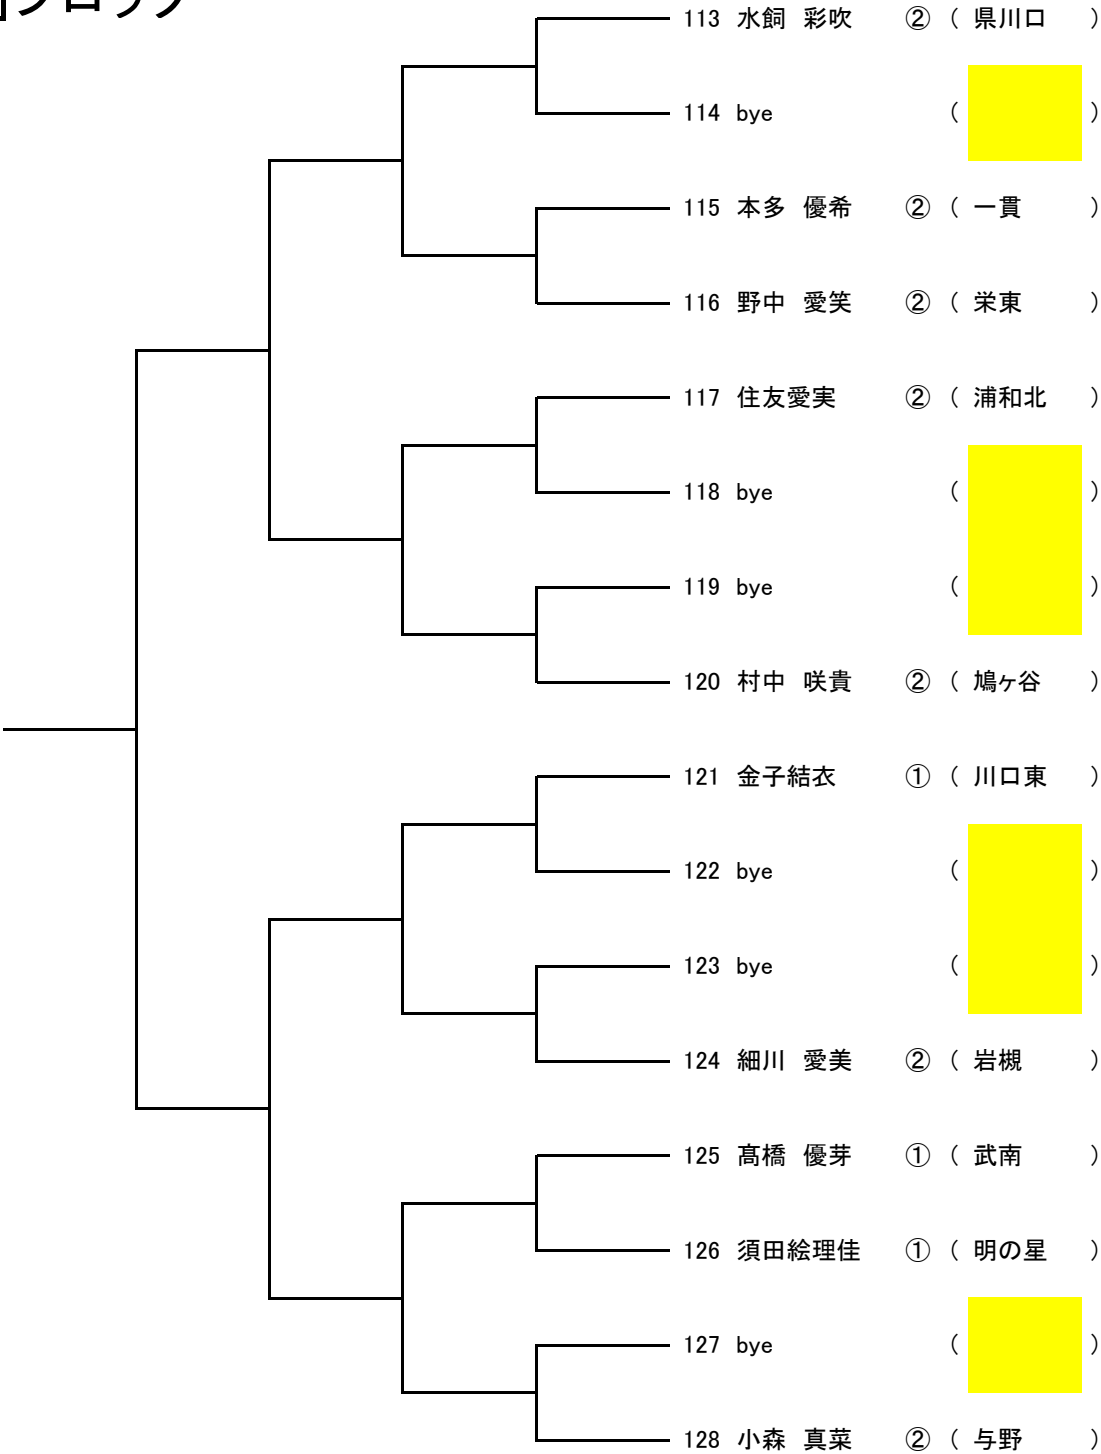 ブロック
113 水飼 彩吹 ② ( 県川口 )
114 bye ( )
115 本多 優希 ② ( 一貫 )
116 野中 愛笑 ② ( 栄東 )
117 住友愛実 ② ( 浦和北 )
118 bye ( )
119 bye ( )
120 村中 咲貴 ② ( 鳩ヶ谷 )
121 金子結衣 ① ( 川口東 )
122 bye ( )
123 bye ( )
124 細川 愛美 ② ( 岩槻 )
125 髙橋 優芽 ① ( 武南 )
126 須田絵理佳 ① ( 明の星 )
127 bye ( )
128 小森 真菜 ② ( 与野 )